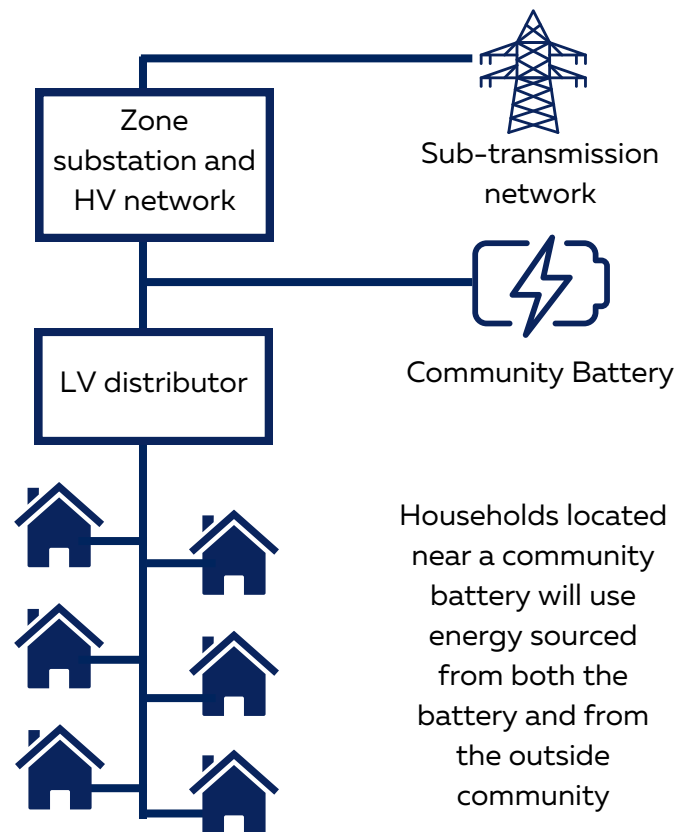 Zone
substation and
HV network
Sub-transmission
network
LV distributor
Community Battery
Households located
near a community
battery will use
energy sourced
from both the
battery and from
the outside
community